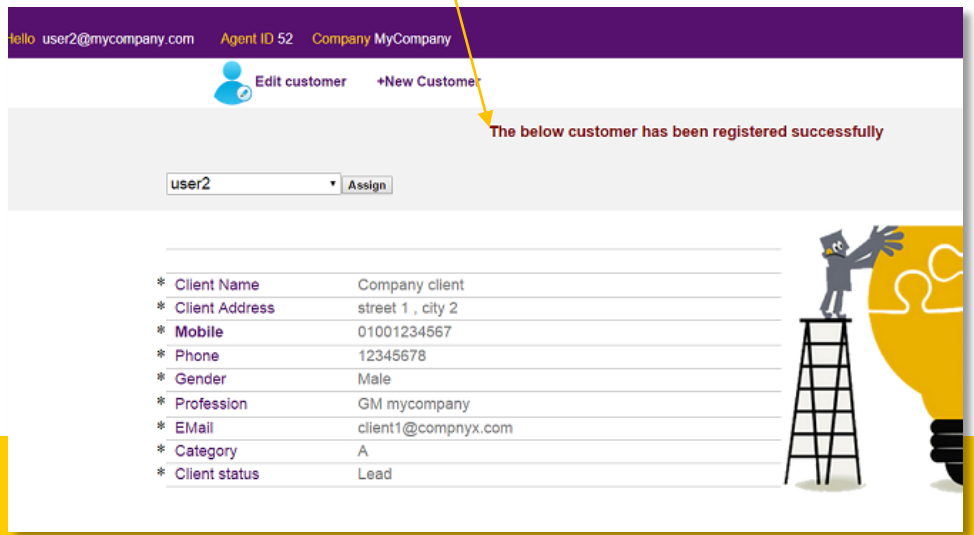 Hello user2@mycompany.com Agent ID 52 Company MyCompany
Edit customer +New Customer
The below customer has been registered successfully
user2 Assign
* Client Name Company client
* Client Address street 1 , city 2
* Mobile 01001234567
* Phone 12345678
* Gender Male
* Profession GM mycompany
* EMail client1@compnyx.com
* Category A
* Client status Lead